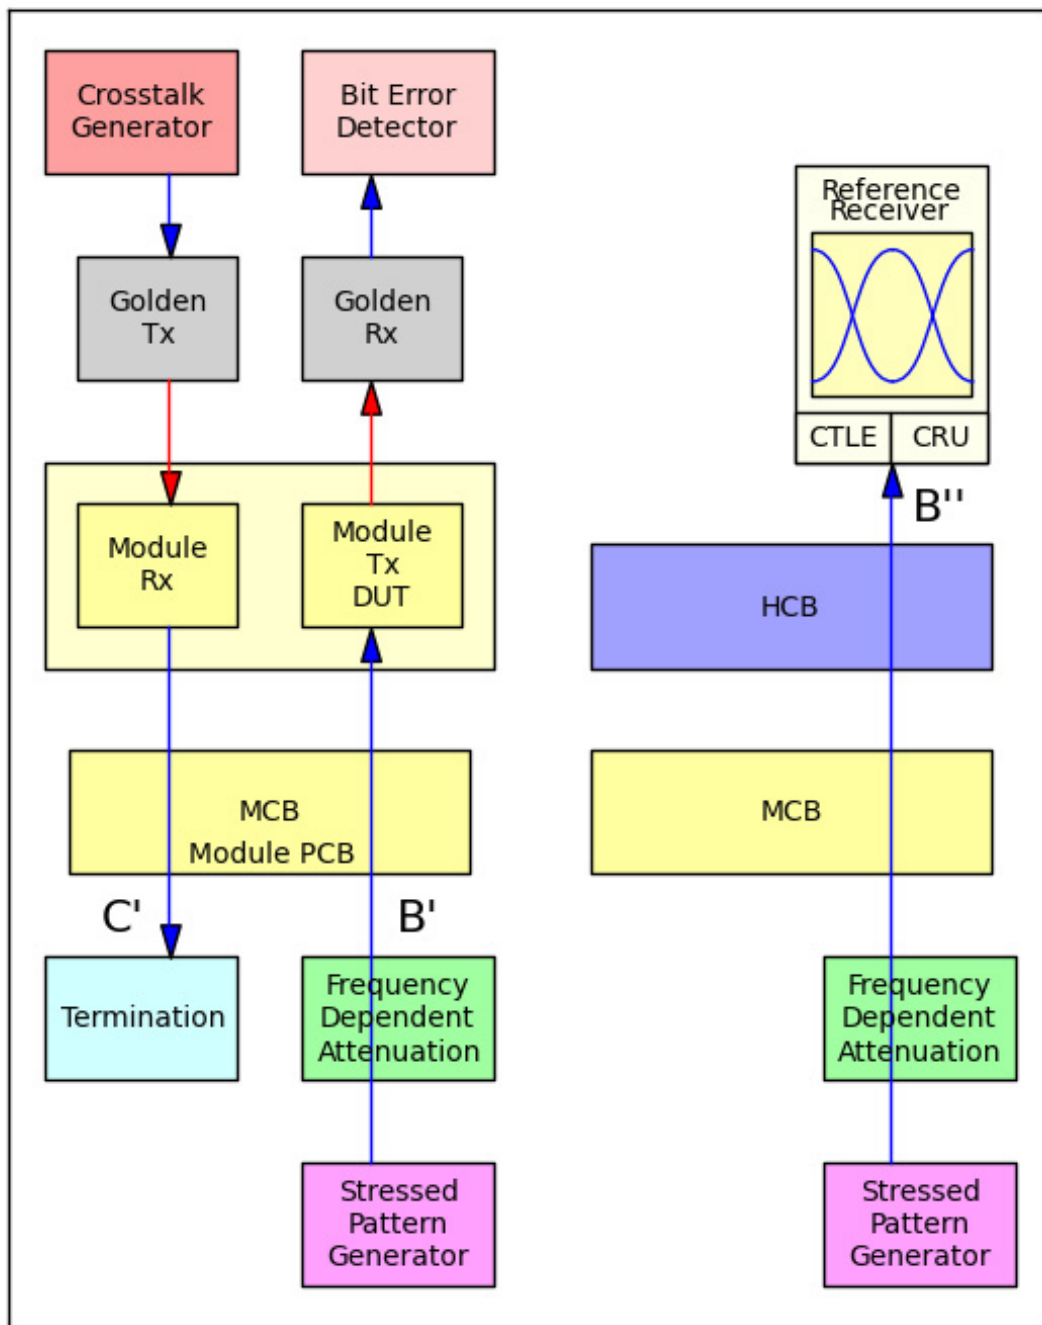 Crosstalk
Generator
Bit Error
Detector
Reference
Receiver
Golden
Tx
Golden
Rx
CTLE
CRU
B''
Module
Rx
Module
Tx
DUT
HCB
MCB
Module PCB
MCB
C'
B'
Termination
Frequency
Dependent
Attenuation
Frequency
Dependent
Attenuation
Stressed
Pattern
Generator
Stressed
Pattern
Generator